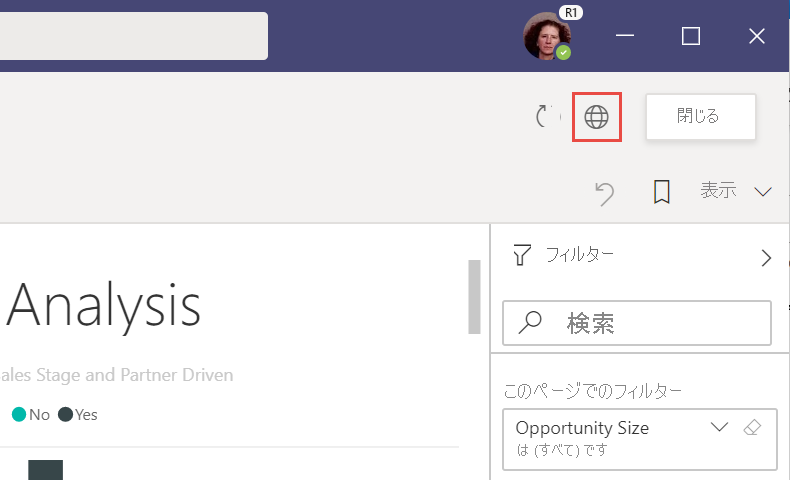 R1
閉じる
表示
フィルター
Analysis
検索
ales Stage and Partner Driven
このページでのフィルター
No Yes
Opportunity Size
は (すべて) です